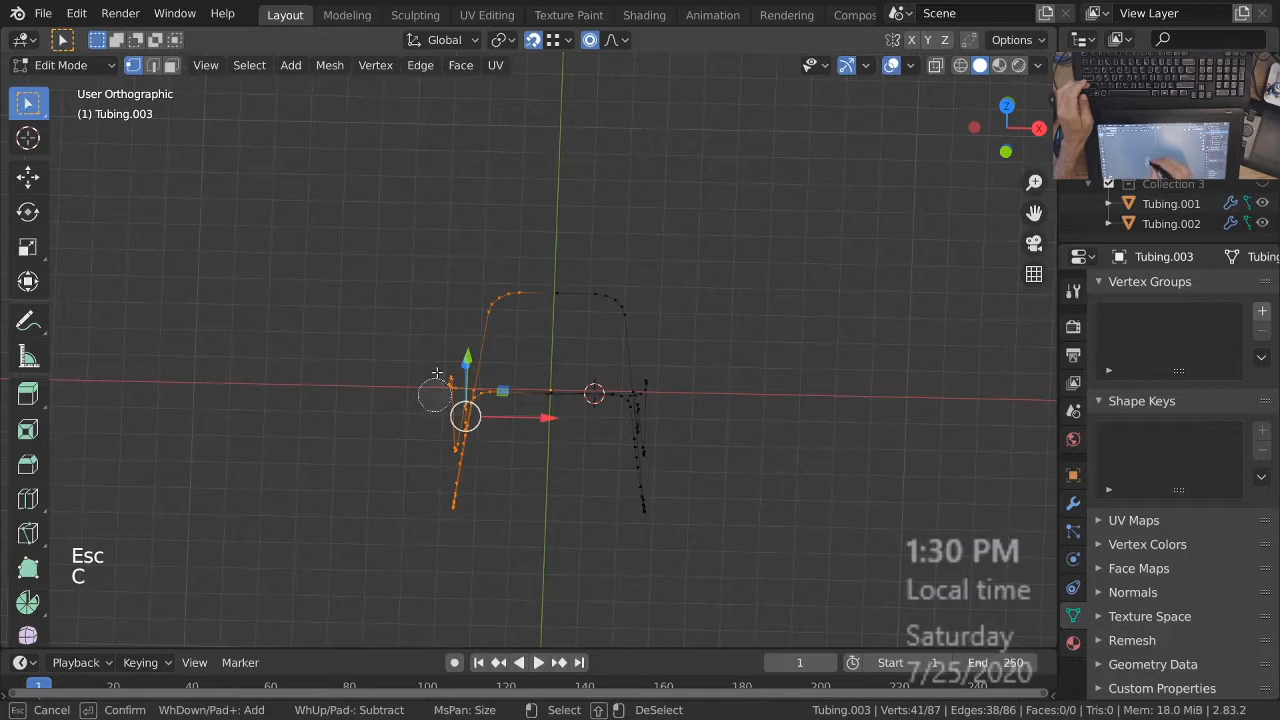 File Edit Render Window Help Layout Modeling Sculpting UV Editing Texture Paint Shading Animation Rendering Compos Scene View Layer
Global X Y Z Options
Edit Mode View Select Add Mesh Vertex Edge Face UV
User Orthographic
(1) Tubing.003
Z
X
Collection 3
Tubing.001
Tubing.002
Tubing.003 Tubing.003
Vertex Groups
Shape Keys
UV Maps
Vertex Colors
Face Maps
Normals
Texture Space
Remesh
Geometry Data
Custom Properties
Esc
C
1:30 PM
Local time
Saturday
7/25/2020
Playback Keying View Marker 1 Start 1 End 250
1 20 40 60 80 100 120 140 160 180 200 220 240
Esc Cancel Confirm WhDown/Pad+: Add WhUp/Pad-: Subtract MsPan: Size Select DeSelect Tubing.003 | Verts:41/87 | Edges:38/86 | Faces:0/0 | Tris:0 | Mem: 18.0 MiB | 2.83.2